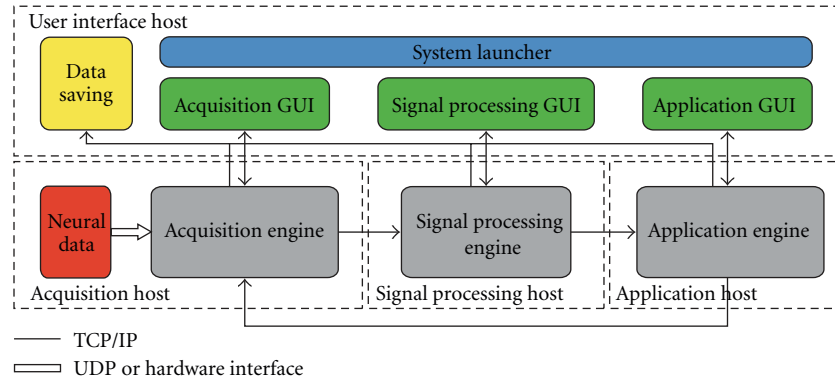 User interface host
System launcher
Data
saving
Acquisition GUI
Signal processing GUI
Application GUI
Neural
data
Acquisition engine
Signal processing
engine
Application engine
Acquisition host
Signal processing host
Application host
TCP/IP
UDP or hardware interface